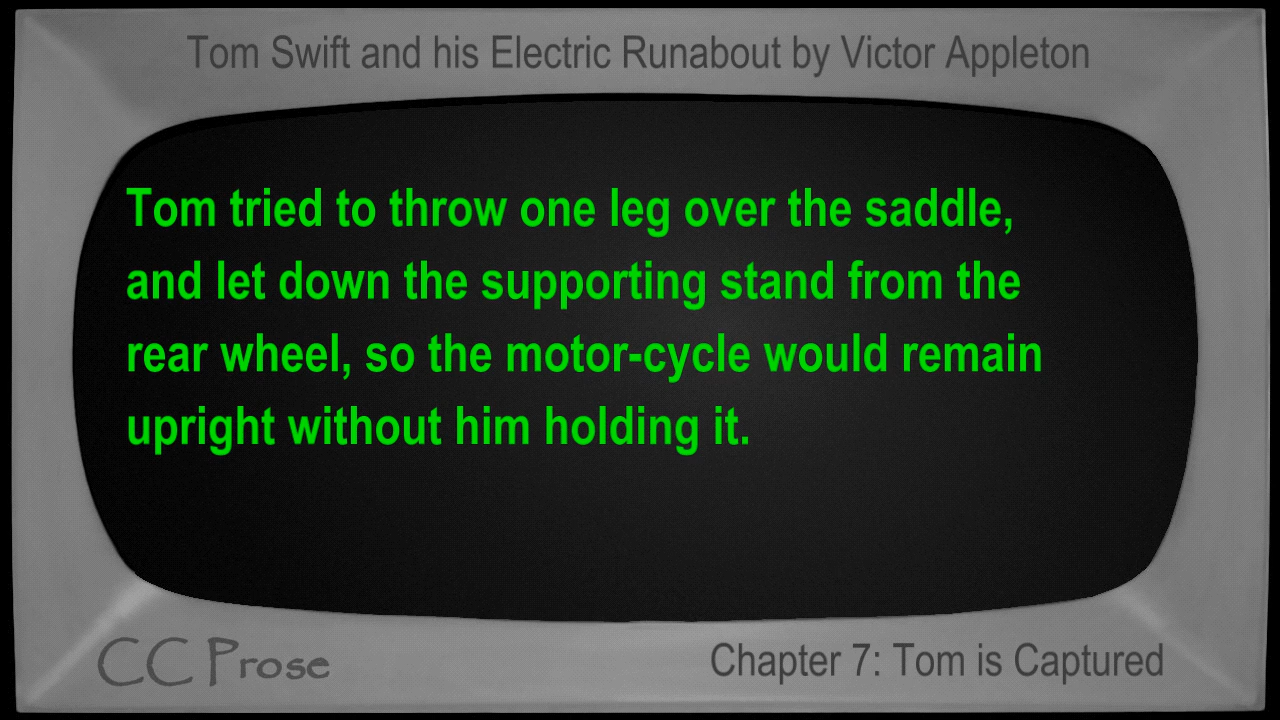 Tom Swift and his Electric Runabout by Victor Appleton
Tom tried to throw one leg over the saddle,
and let down the supporting stand from the
rear wheel, so the motor-cycle would remain
upright without him holding it.
CC Prose
Chapter 7: Tom is Captured